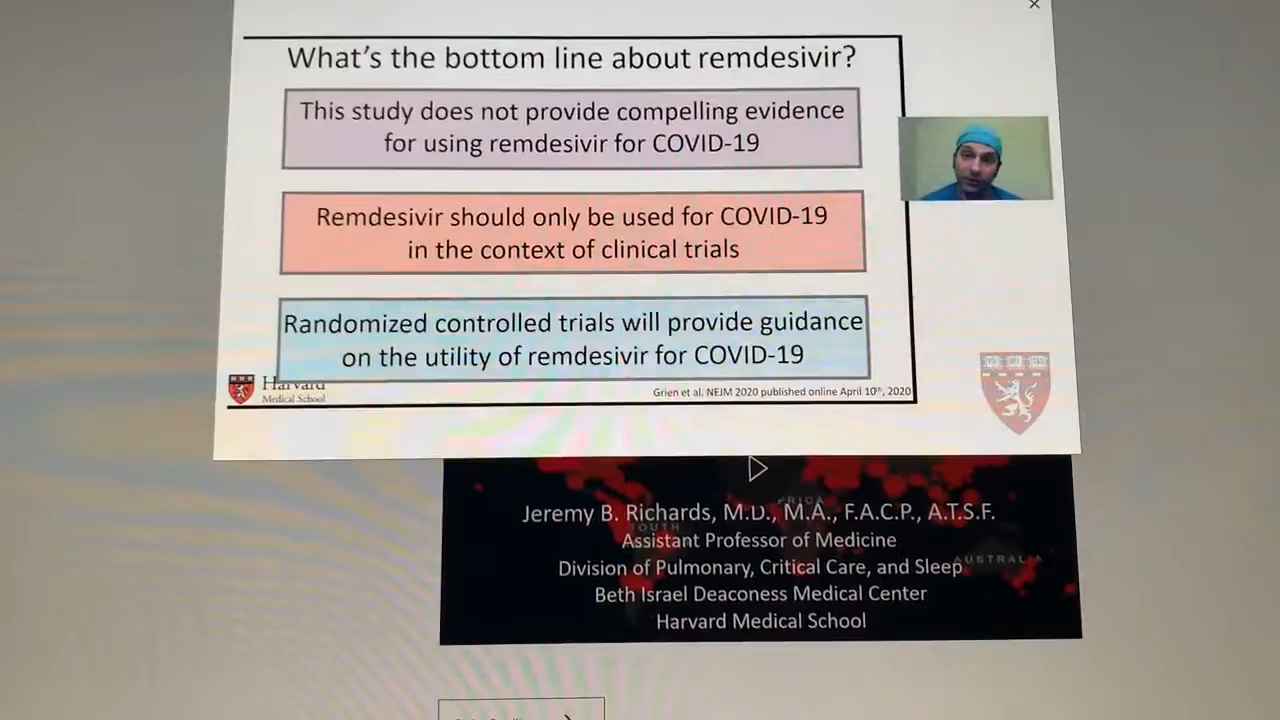 What's the bottom line about remdesivir?
This study does not provide compelling evidence
for using remdesivir for COVID-19
Remdesivir should only be used for COVID-19
in the context of clinical trials
Randomized controlled trials will provide guidance
on the utility of remdesivir for COVID-19
Harvard
Medical School
Grien et al. NEJM 2020 published online April 10th, 2020
Jeremy B. Richards, M.D., M.A., F.A.C.P., A.T.S.F.
Assistant Professor of Medicine
AUSTRALIA
Division of Pulmonary, Critical Care, and Sleep
Beth Israel Deaconess Medical Center
Harvard Medical School